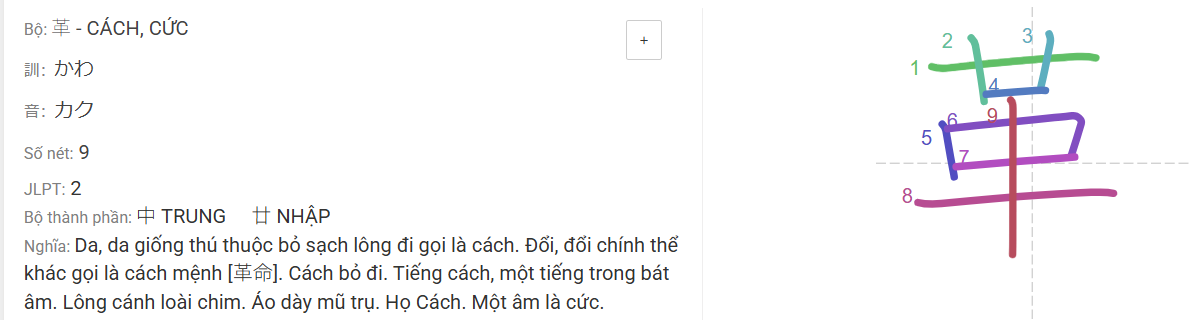 Bộ: 革 - CÁCH, CỨC
+
訓: かわ
音: カク
Số nét: 9
JLPT: 2
Bộ thành phần: 中 TRUNG 廿 NHẬP
Nghĩa: Da, da giống thú thuộc bỏ sạch lông đi gọi là cách. Đổi, đổi chính thể
khác gọi là cách mệnh [革命]. Cách bỏ đi. Tiếng cách, một tiếng trong bát
âm. Lông cánh loài chim. Áo dày mũ trụ. Họ Cách. Một âm là cức.
革
1
2
3
4
5
6
7
8
9